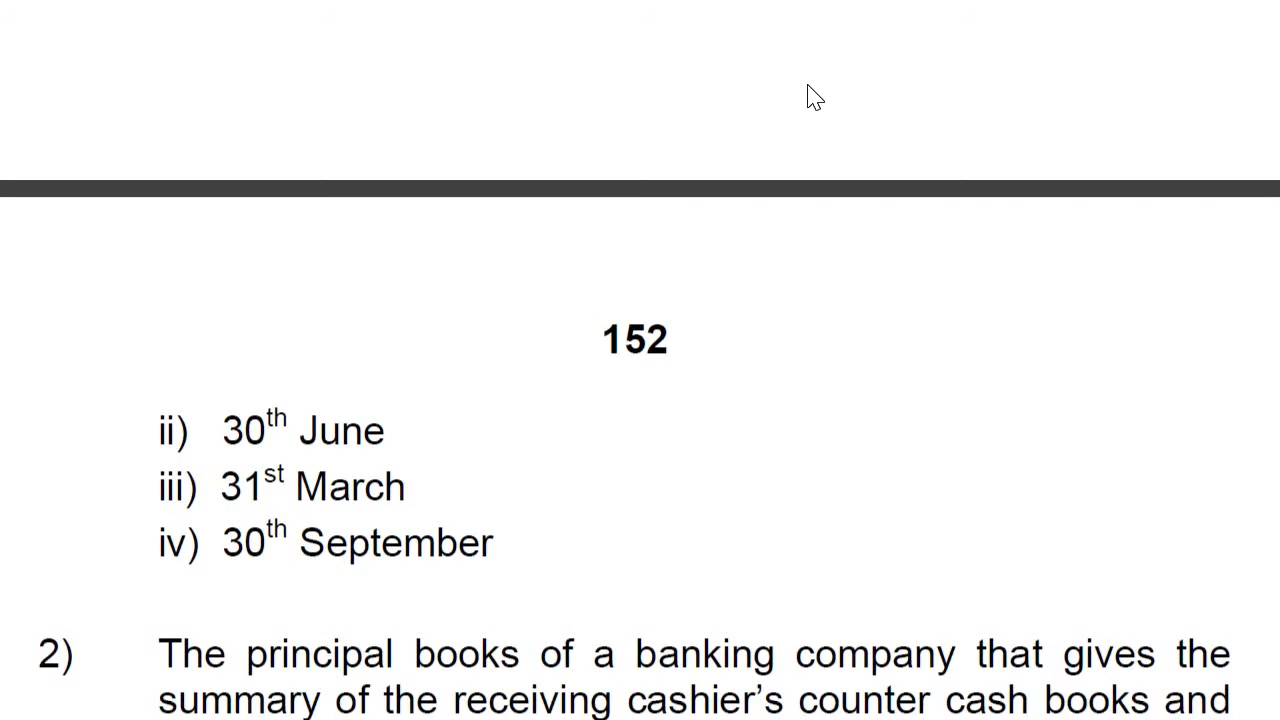 152
ii) 30th June
iii) 31st March
iv) 30th September
2) The principal books of a banking company that gives the
summary of the receiving cashier’s counter cash books and